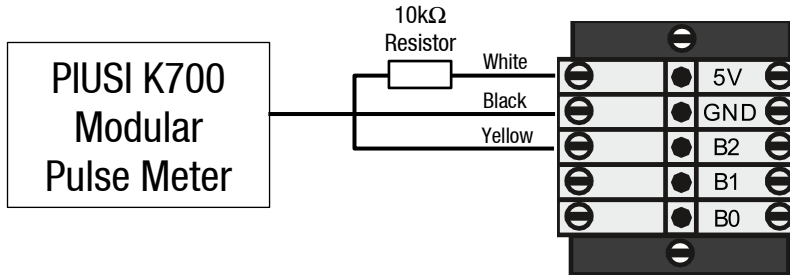 10kΩ
Resistor
PIUSI K700
Modular
Pulse Meter
White
Black
Yellow
5V
GND
B2
B1
B0